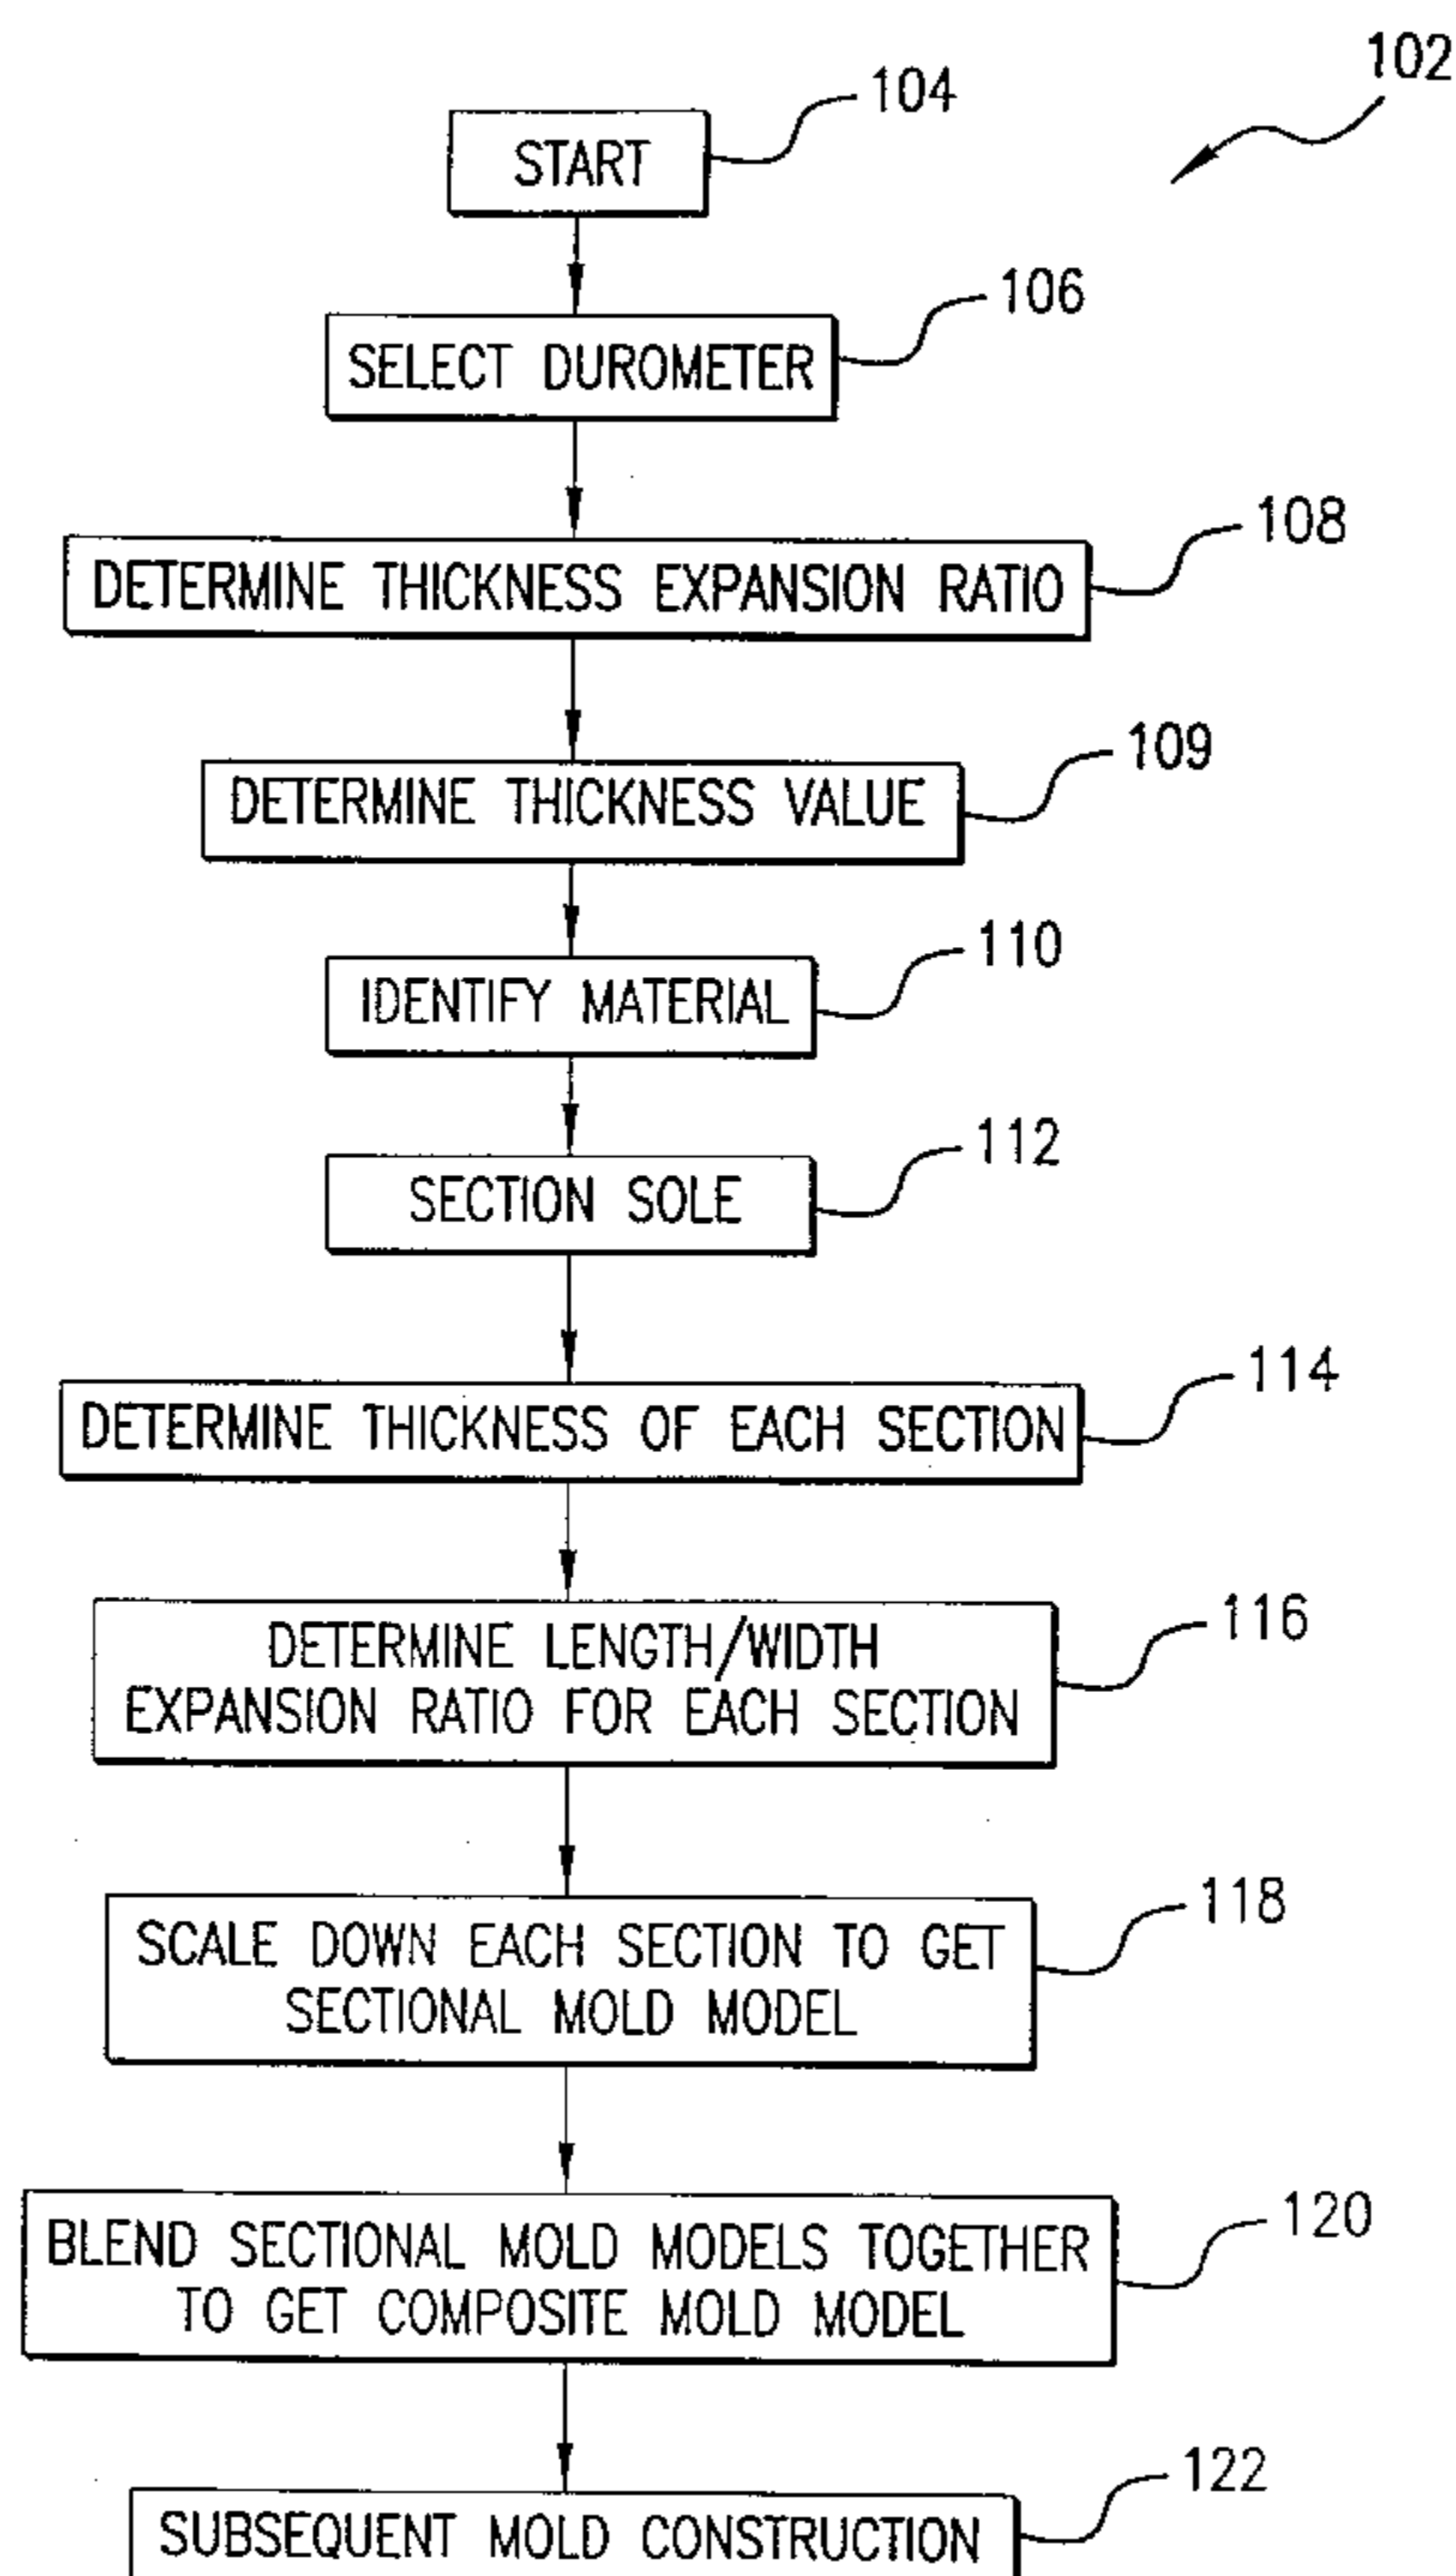 102
104
START
106
SELECT DUROMETER
108
DETERMINE THICKNESS EXPANSION RATIO
109
DETERMINE THICKNESS VALUE
110
IDENTIFY MATERIAL
112
SECTION SOLE
114
DETERMINE THICKNESS OF EACH SECTION
116
DETERMINE LENGTH/WIDTH
EXPANSION RATIO FOR EACH SECTION
118
SCALE DOWN EACH SECTION TO GET
SECTIONAL MOLD MODEL
120
BLEND SECTIONAL MOLD MODELS TOGETHER
TO GET COMPOSITE MOLD MODEL
122
SUBSEQUENT MOLD CONSTRUCTION